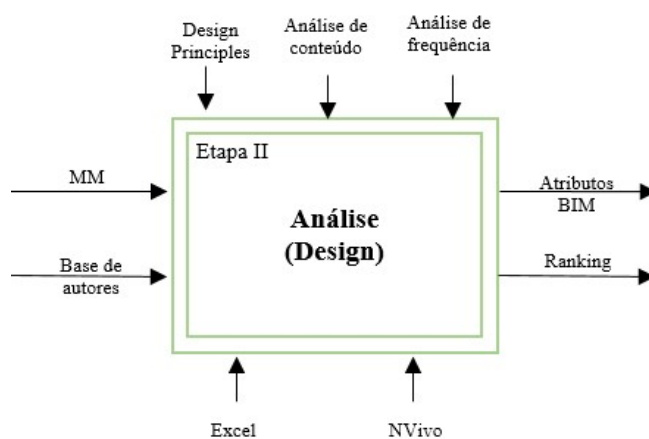 Design
Principles
Análise de
conteúdo
Análise de
frequência
Etapa II
MM
Análise
(Design)
Atributos
BIM
Base de
autores
Ranking
Excel
NVivo